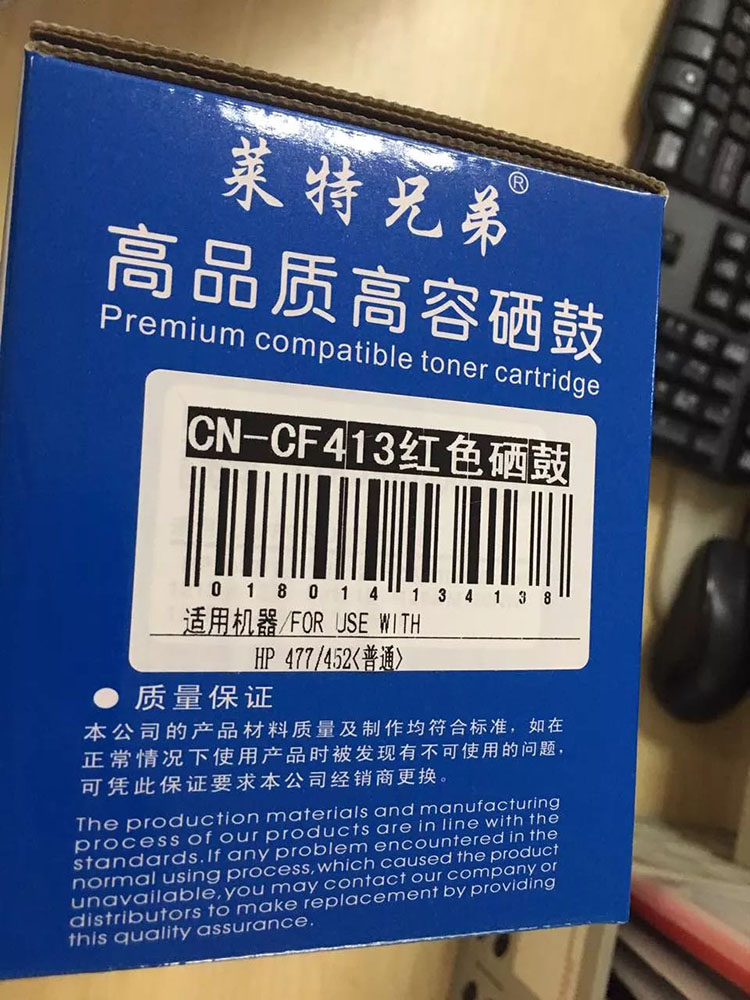 莱特兄弟®
高品质高容硒鼓
Premium compatible toner cartridge
CN-CF413红色硒鼓
018014134138
适用机器/FOR USE WITH
HP 477/452<普通>
● 质量保证
本公司的产品材料质量及制作均符合标准，如在
正常情况下使用产品时被发现有不可使用的问题，
可凭此保证要求本公司经销商更换。
The production materials and manufacturing
process of our products are in line with the
standards.If any problem encountered in the
normal using process,which caused the product
unavailable,you may contact our company or
distributors to make replacement by providing
this quality assurance.